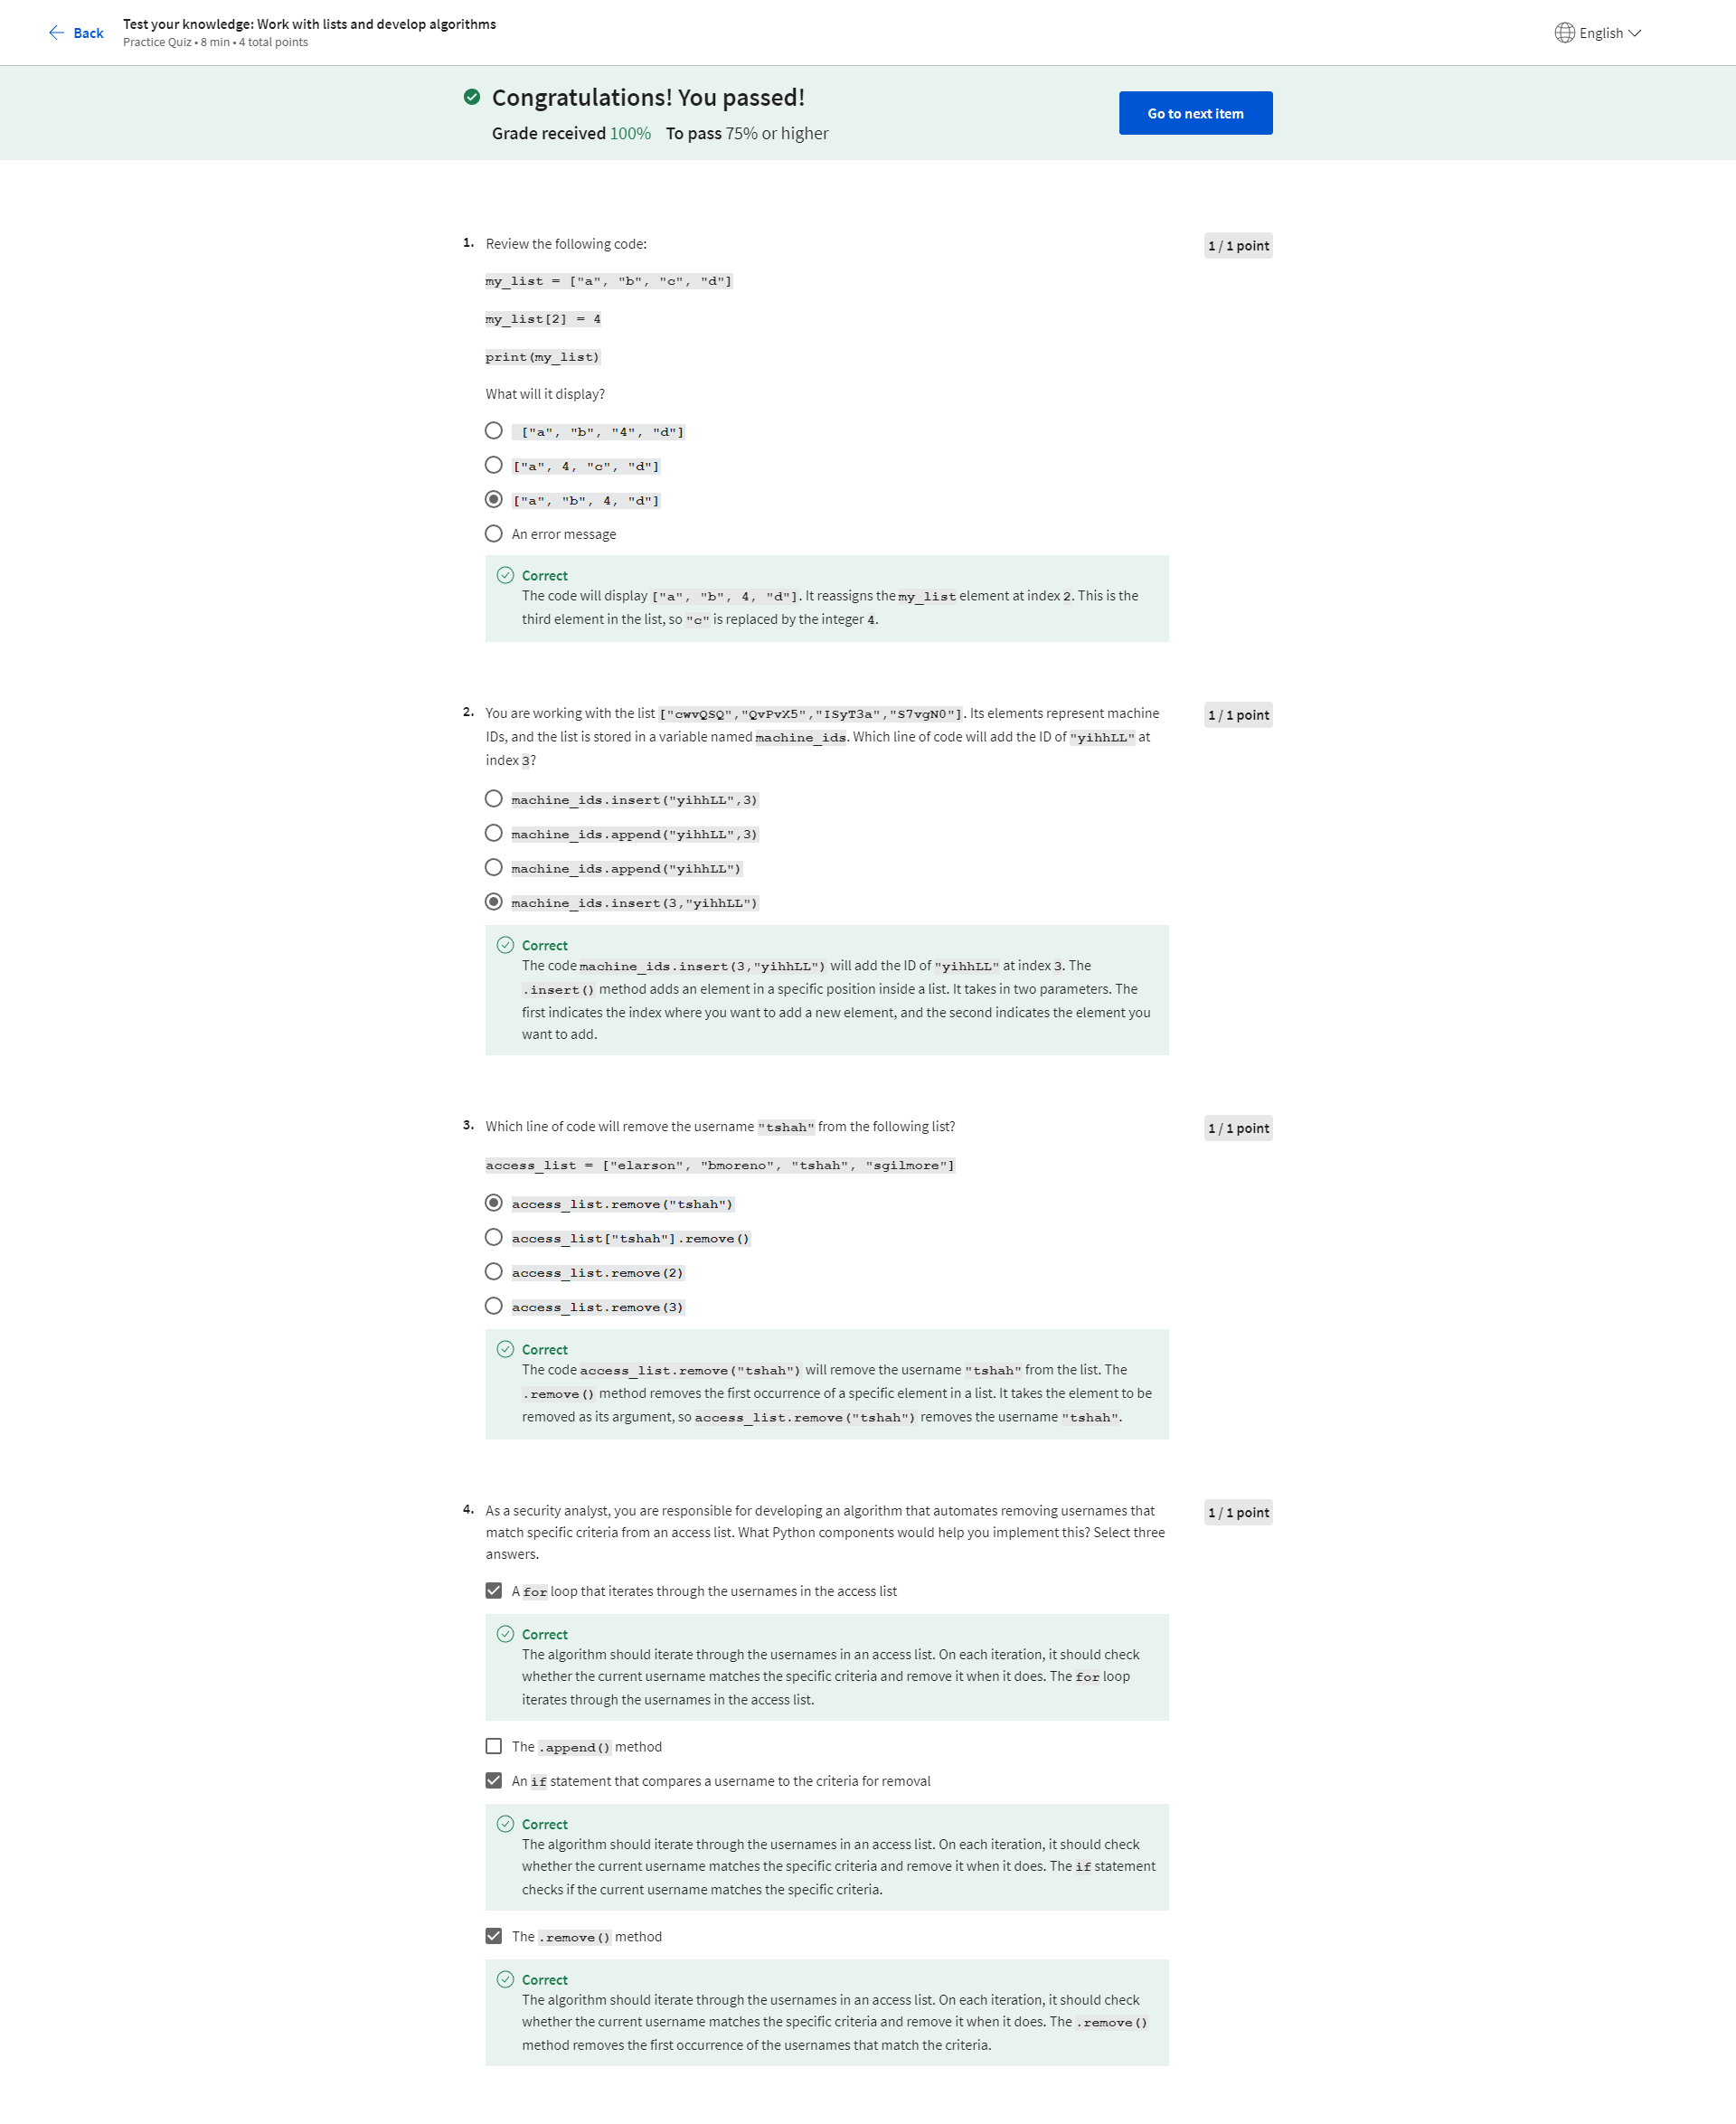 Back
Test your knowledge: Work with lists and develop algorithms
Practice Quiz • 8 min • 4 total points
English
Congratulations! You passed!
Grade received 100% To pass 75% or higher
Go to next item
1. Review the following code:
1 / 1 point
my_list = ["a", "b", "c", "d"]
my_list[2] = 4
print(my_list)
What will it display?
["a", "b", "4", "d"]
["a", 4, "c", "d"]
["a", "b", 4, "d"]
An error message
Correct
The code will display ["a", "b", 4, "d"]. It reassigns the my_list element at index 2. This is the
third element in the list, so "c" is replaced by the integer 4.
2. You are working with the list ["cwvQSQ","QvPvX5","ISyT3a","S7vgN0"]. Its elements represent machine
IDs, and the list is stored in a variable named machine_ids. Which line of code will add the ID of "yihhLL" at
index 3?
1 / 1 point
machine_ids.insert("yihhLL",3)
machine_ids.append("yihhLL",3)
machine_ids.append("yihhLL")
machine_ids.insert(3,"yihhLL")
Correct
The code machine_ids.insert(3,"yihhLL") will add the ID of "yihhLL" at index 3. The
.insert() method adds an element in a specific position inside a list. It takes in two parameters. The
first indicates the index where you want to add a new element, and the second indicates the element you
want to add.
3. Which line of code will remove the username "tshah" from the following list?
1 / 1 point
access_list = ["elarson", "bmoreno", "tshah", "sgilmore"]
access_list.remove("tshah")
access_list["tshah"].remove()
access_list.remove(2)
access_list.remove(3)
Correct
The code access_list.remove("tshah") will remove the username "tshah" from the list. The
.remove() method removes the first occurrence of a specific element in a list. It takes the element to be
removed as its argument, so access_list.remove("tshah") removes the username "tshah".
4. As a security analyst, you are responsible for developing an algorithm that automates removing usernames that
match specific criteria from an access list. What Python components would help you implement this? Select three
answers.
1 / 1 point
A for loop that iterates through the usernames in the access list
Correct
The algorithm should iterate through the usernames in an access list. On each iteration, it should check
whether the current username matches the specific criteria and remove it when it does. The for loop
iterates through the usernames in the access list.
The .append() method
An if statement that compares a username to the criteria for removal
Correct
The algorithm should iterate through the usernames in an access list. On each iteration, it should check
whether the current username matches the specific criteria and remove it when it does. The if statement
checks if the current username matches the specific criteria.
The .remove() method
Correct
The algorithm should iterate through the usernames in an access list. On each iteration, it should check
whether the current username matches the specific criteria and remove it when it does. The .remove()
method removes the first occurrence of the usernames that match the criteria.